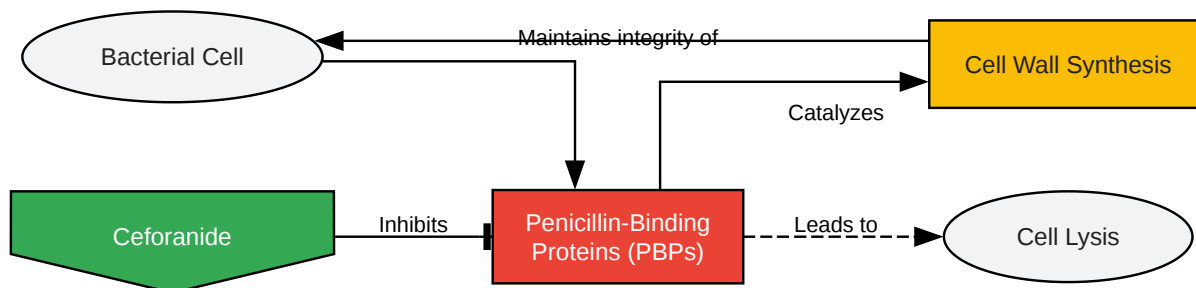 Maintains integrity of
Bacterial Cell
Cell Wall Synthesis
Catalyzes
Inhibits
Penicillin-Binding
Proteins (PBPs)
Leads to
Ceforanide
Cell Lysis